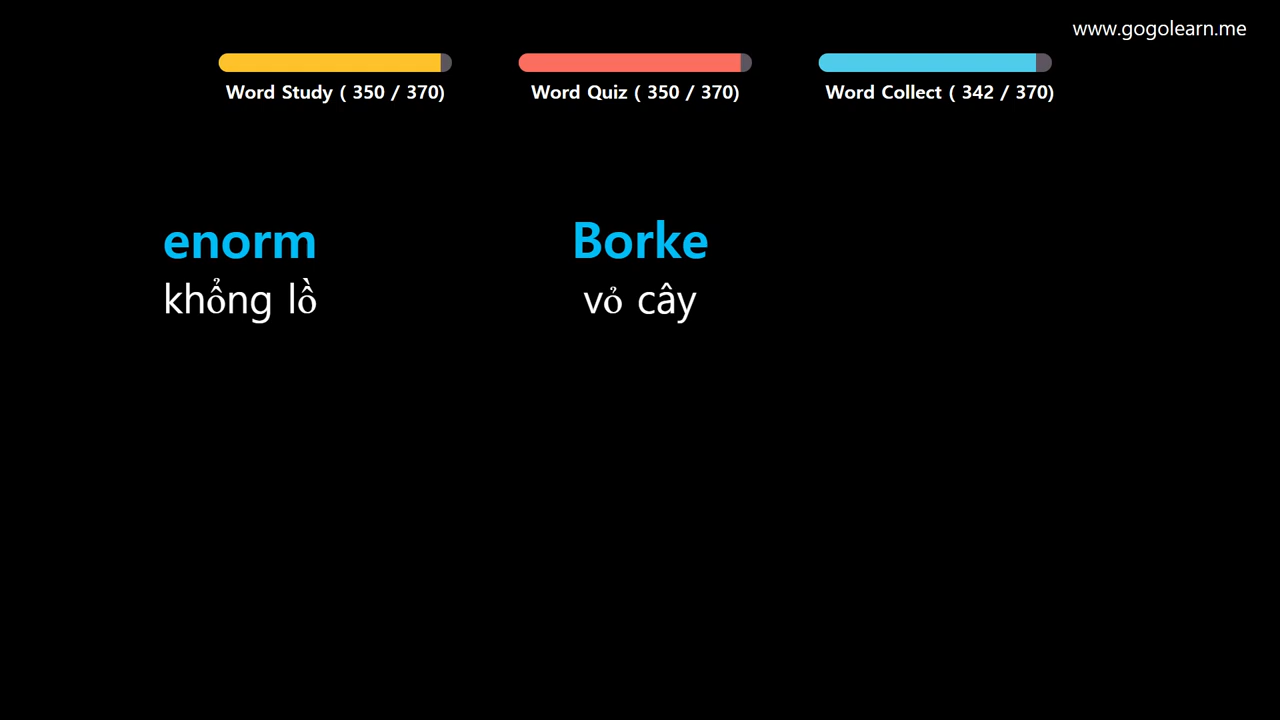 www.gogolearn.me
Word Study ( 350 / 370)
Word Quiz ( 350 / 370)
Word Collect ( 342 / 370)
enorm
khổng lồ
Borke
vỏ cây